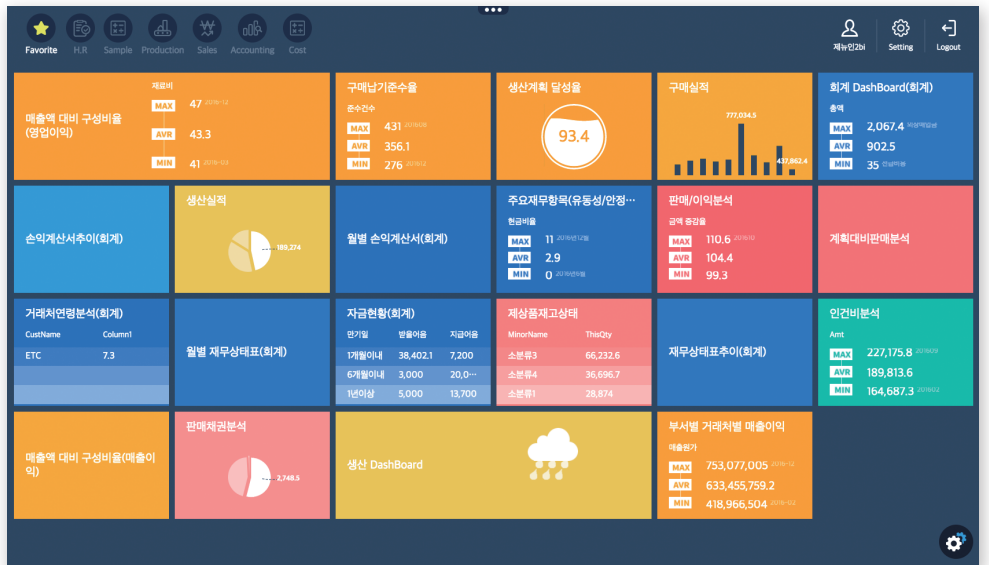 Favorite H.R Sample Production Sales Accounting Cost
제뉴인2bi Setting Logout
매출액 대비 구성비율
(영업이익)
재료비
MAX 47 2016-12
AVR 43.3
MIN 41 2016-03
구매납기준수율
준수건수
MAX 431 201608
AVR 356.1
MIN 276 201612
생산계획 달성율
93.4
구매실적
777,034.5
437,862.4
회계 DashBoard(회계)
총액
MAX 2,067.4
AVR 902.5
MIN 35
손익계산서추이(회계)
생산실적
189,274
월별 손익계산서(회계)
주요재무항목(유동성/안정···
현금비율
MAX 11 2016년12월
AVR 2.9
MIN 0 2016년6월
판매/이익분석
금액 증감율
MAX 110.6 201610
AVR 104.4
MIN 99.3
계획대비판매분석
거래처연령분석(회계)
CustName Column1
ETC 7.3
월별 재무상태표(회계)
자금현황(회계)
만기일 받을어음 지급어음
1개월이내 38,402.1 7,200
6개월이내 3,000 20,0···
1년이상 5,000 13,700
제상품재고상태
MinorName ThisQty
소분류3 66,232.6
소분류4 36,696.7
소분류1 28,874
재무상태표추이(회계)
인건비분석
Amt
MAX 227,175.8 201609
AVR 189,813.6
MIN 164,687.3 201602
매출액 대비 구성비율(매출이
익)
판매채권분석
2,748.5
생산 DashBoard
부서별 거래처별 매출이익
매출원가
MAX 753,077,005 2016-12
AVR 633,455,759.2
MIN 418,966,504 2016-02